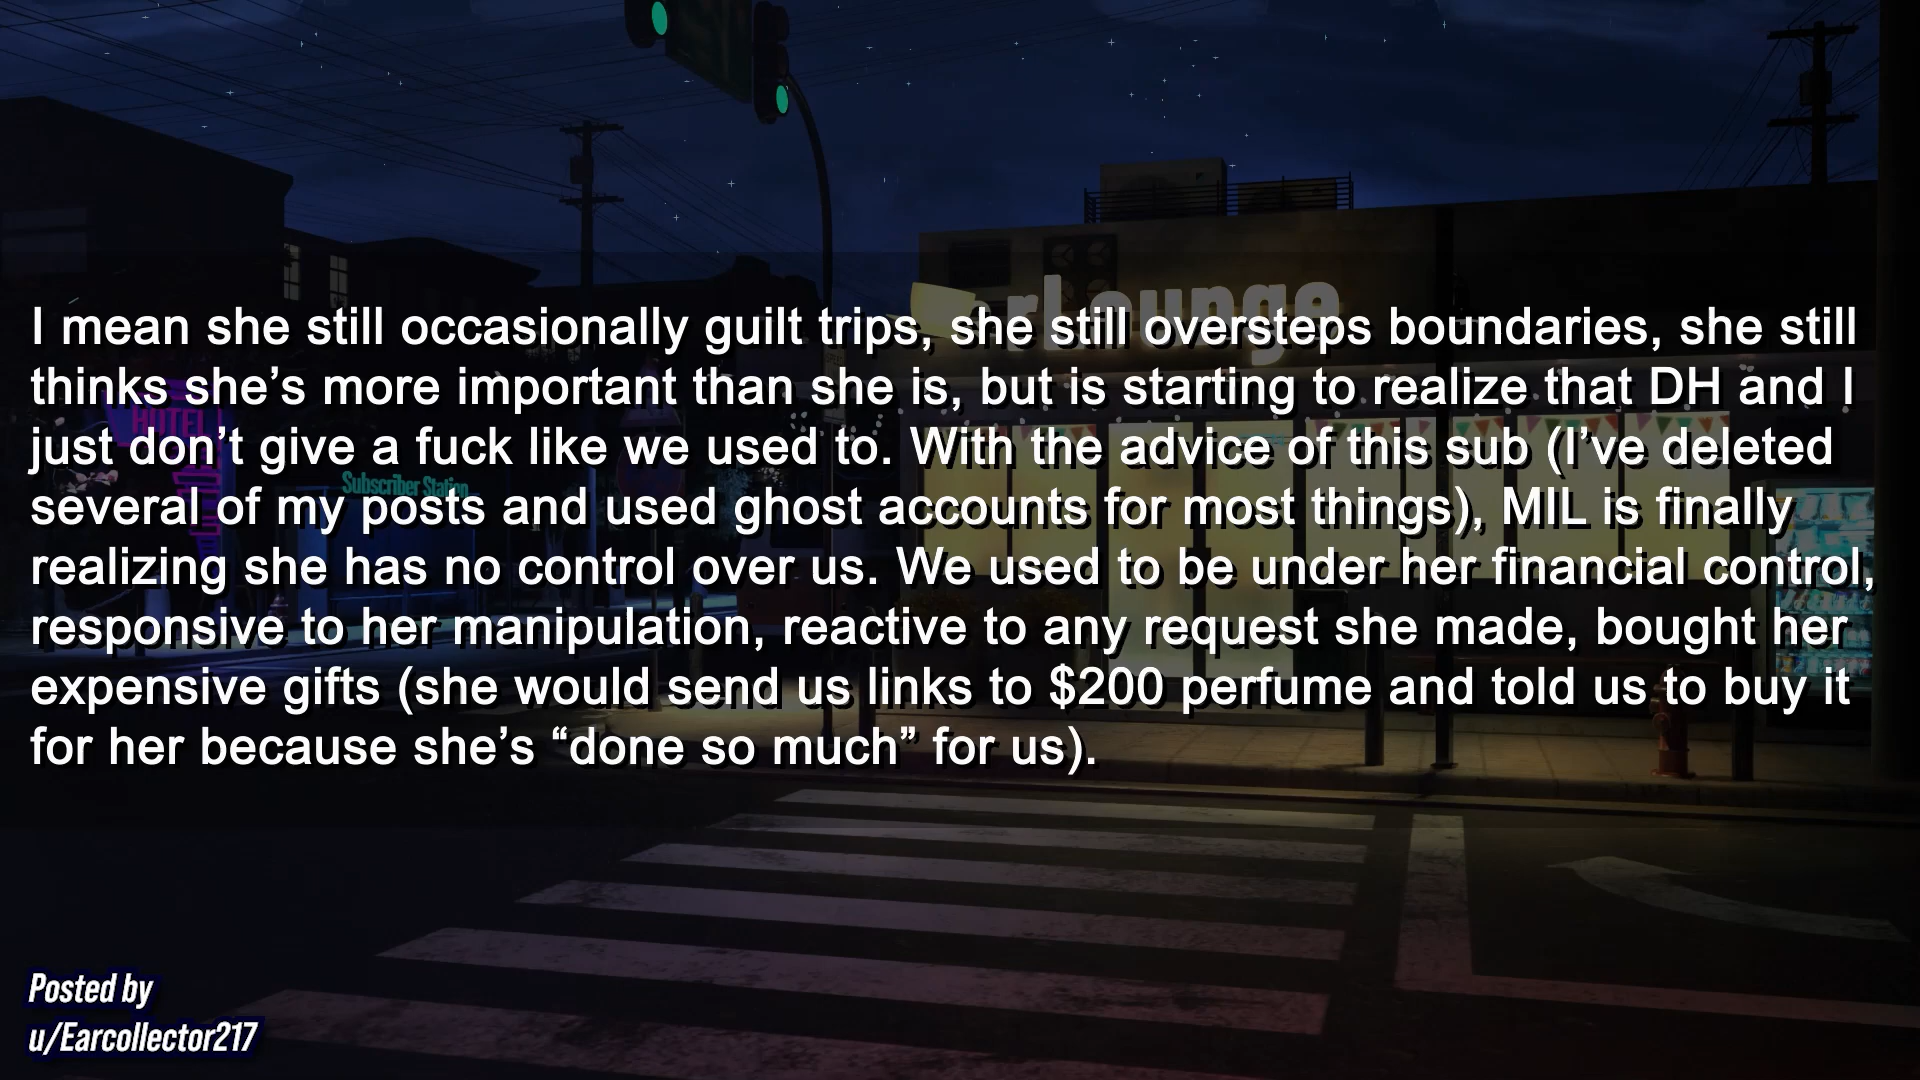 I mean she still occasionally guilt trips, she still oversteps boundaries, she still
thinks she’s more important than she is, but is starting to realize that DH and I
just don’t give a fuck like we used to. With the advice of this sub (I’ve deleted
several of my posts and used ghost accounts for most things), MIL is finally
realizing she has no control over us. We used to be under her financial control,
responsive to her manipulation, reactive to any request she made, bought her
expensive gifts (she would send us links to $200 perfume and told us to buy it
for her because she’s “done so much” for us).
HOTEL
Subscriber Station
Posted by
u/Earcollector217